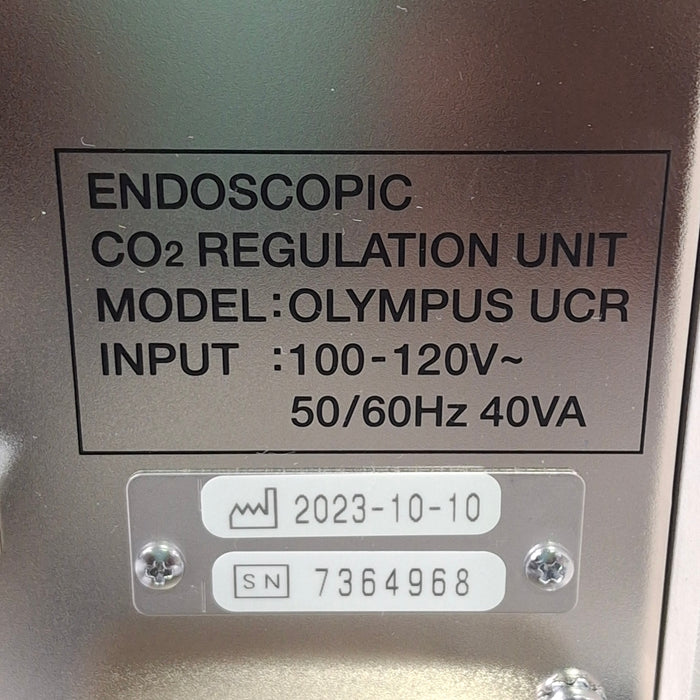 ENDOSCOPIC
CO2 REGULATION UNIT
MODEL:OLYMPUS UCR
INPUT :100-120V~
50/60Hz 40VA
2023-10-10
SN 7364968